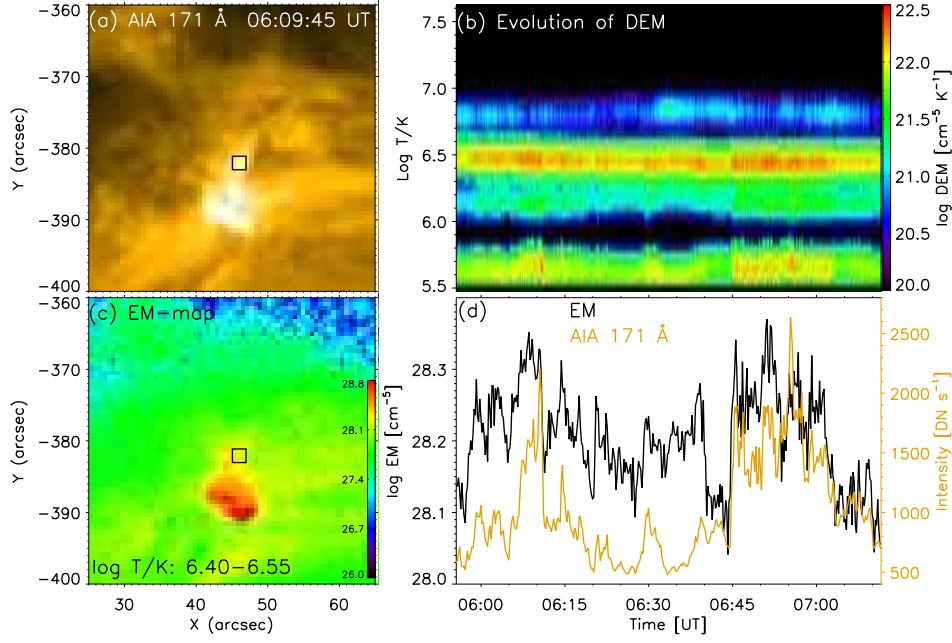 (a) AIA 171 Å 06:09:45 UT
−360
−370
−380
−390
−400
Y (arcsec)
(b) Evolution of DEM
7.5
7.0
6.5
6.0
5.5
Log T/K
22.5
22.0
21.5
21.0
20.5
20.0
log DEM [cm⁻⁵ K⁻¹]
(c) EM−map
−360
−370
−380
−390
−400
Y (arcsec)
28.8
28.1
27.4
26.7
26.0
log EM [cm⁻⁵]
log T/K: 6.40−6.55
30 40 50 60
X (arcsec)
(d) EM
AIA 171 Å
28.3
28.2
28.1
28.0
2500
2000
1500
1000
500
Intensity [DN s⁻¹]
06:00 06:15 06:30 06:45 07:00
Time [UT]